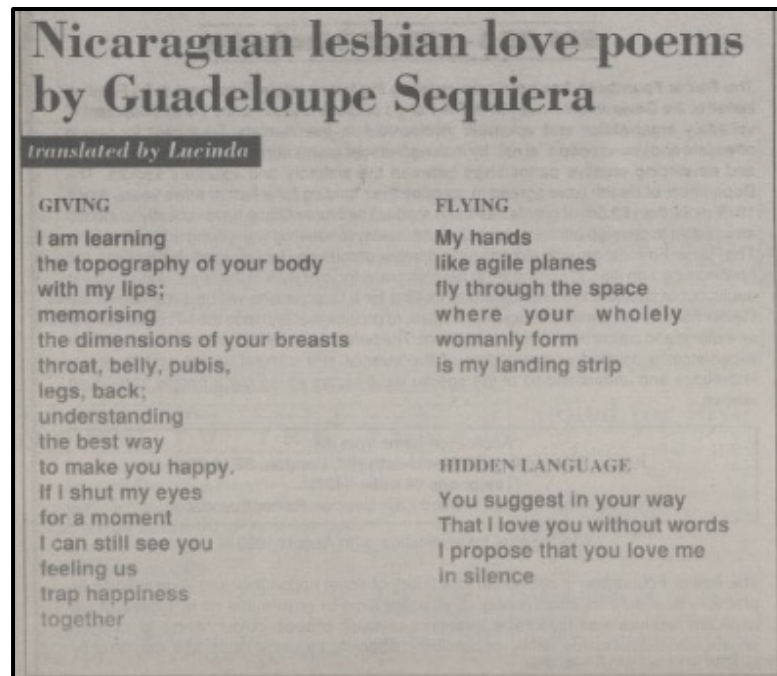 Nicaraguan lesbian love poems
by Guadeloupe Sequiera
translated by Lucinda
GIVING
I am learning
the topography of your body
with my lips;
memorising
the dimensions of your breasts
throat, belly, pubis,
legs, back;
understanding
the best way
to make you happy.
If I shut my eyes
for a moment
I can still see you
feeling us
trap happiness
together
FLYING
My hands
like agile planes
fly through the space
where your wholely
womanly form
is my landing strip
HIDDEN LANGUAGE
You suggest in your way
That I love you without words
I propose that you love me
in silence